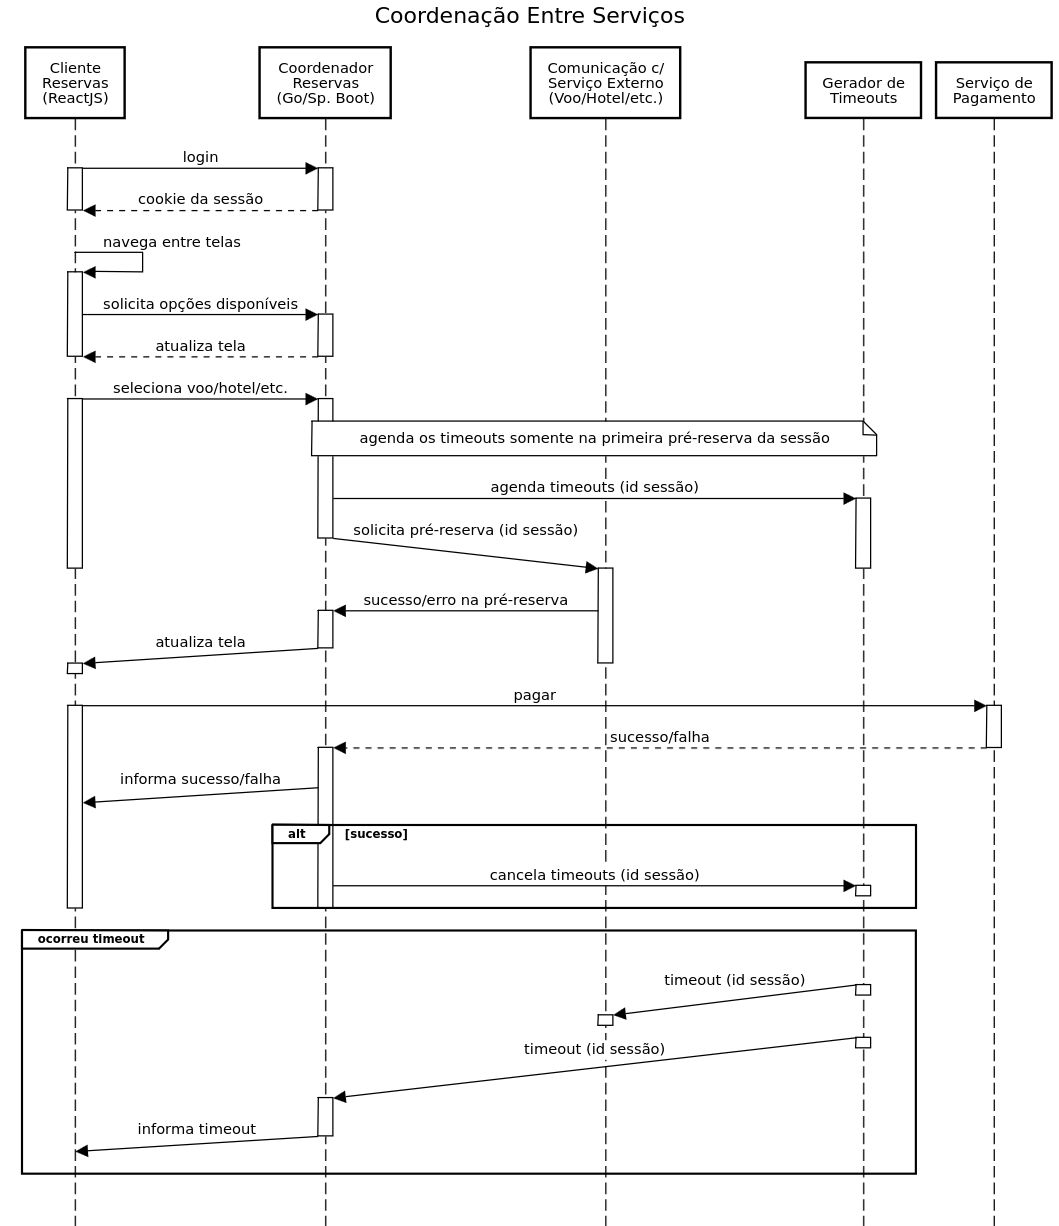 Coordenação Entre Serviços
Cliente
Reservas
(ReactJS)
Coordenador
Reservas
(Go/Sp. Boot)
Comunicação c/
Serviço Externo
(Voo/Hotel/etc.)
Gerador de
Timeouts
Serviço de
Pagamento
login
cookie da sessão
navega entre telas
solicita opções disponíveis
atualiza tela
seleciona voo/hotel/etc.
agenda os timeouts somente na primeira pré-reserva da sessão
agenda timeouts (id sessão)
solicita pré-reserva (id sessão)
sucesso/erro na pré-reserva
atualiza tela
pagar
sucesso/falha
informa sucesso/falha
alt [sucesso]
cancela timeouts (id sessão)
ocorreu timeout
timeout (id sessão)
timeout (id sessão)
informa timeout